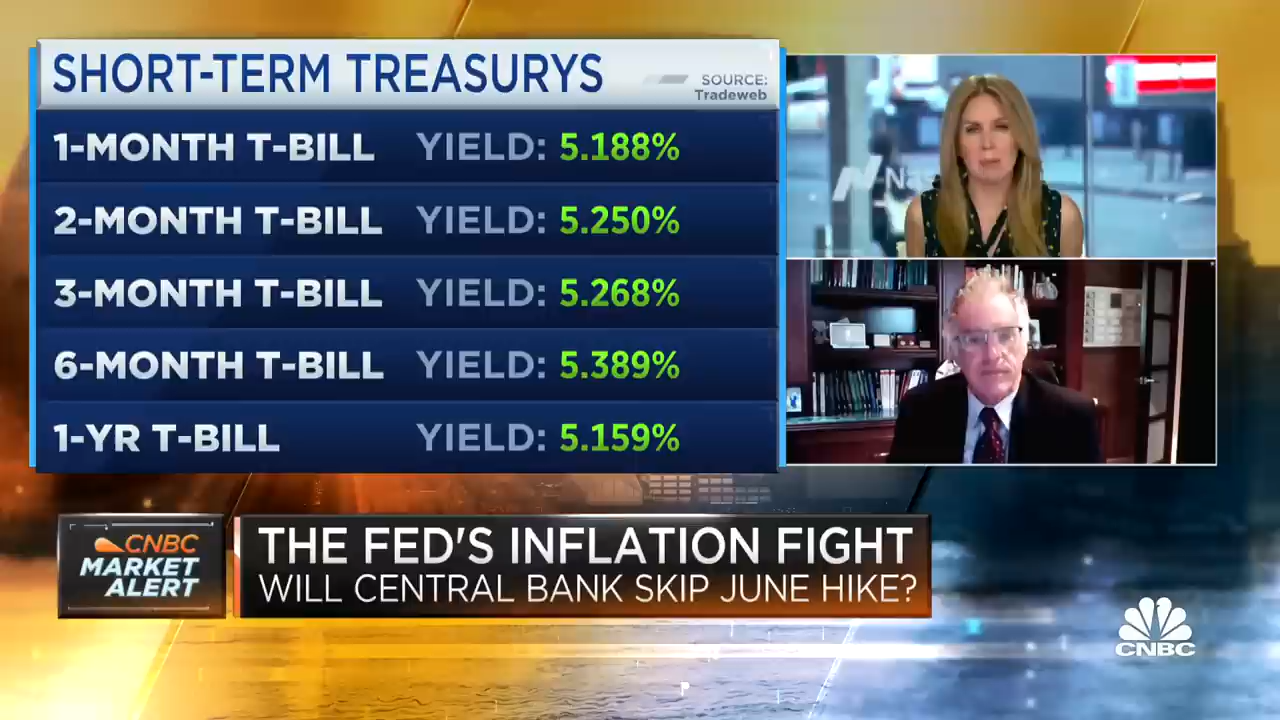 SHORT-TERM TREASURYS
SOURCE:
Tradeweb
1-MONTH T-BILL YIELD: 5.188%
2-MONTH T-BILL YIELD: 5.250%
3-MONTH T-BILL YIELD: 5.268%
6-MONTH T-BILL YIELD: 5.389%
1-YR T-BILL YIELD: 5.159%
Nas
CNBC
MARKET
ALERT
THE FED'S INFLATION FIGHT
WILL CENTRAL BANK SKIP JUNE HIKE?
CNBC